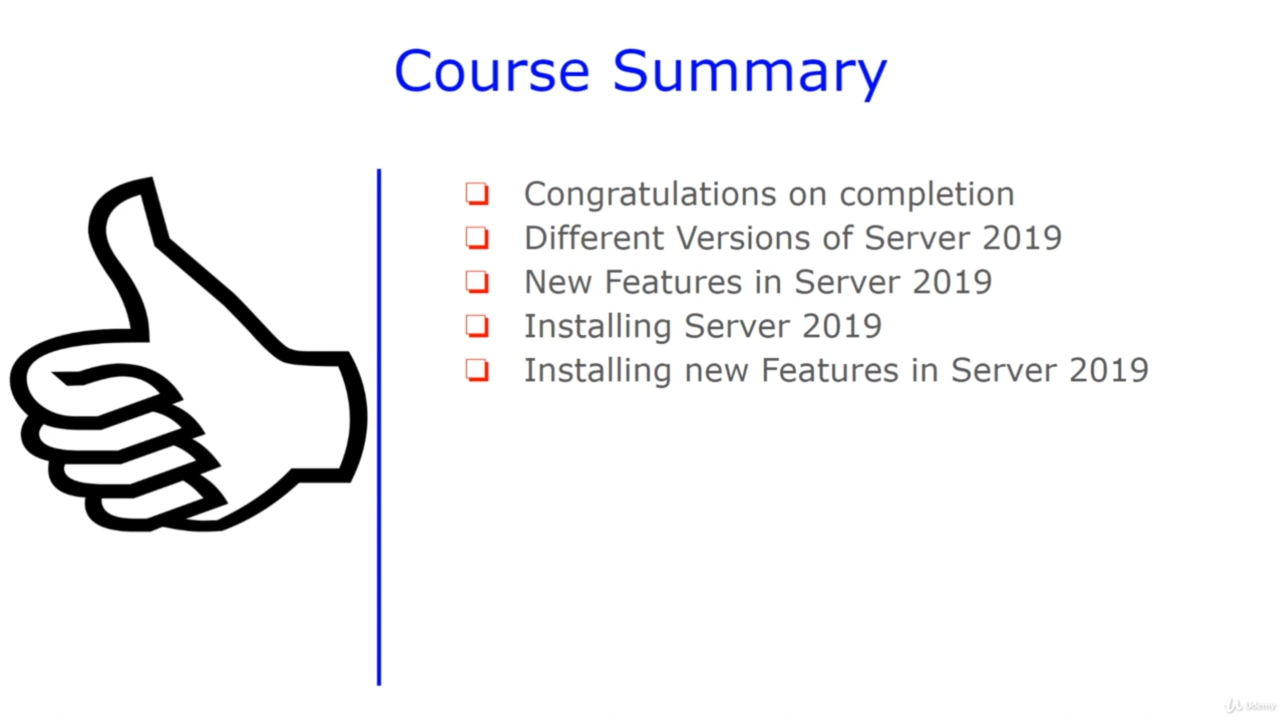 Course Summary
Congratulations on completion
Different Versions of Server 2019
New Features in Server 2019
Installing Server 2019
Installing new Features in Server 2019
Udemy